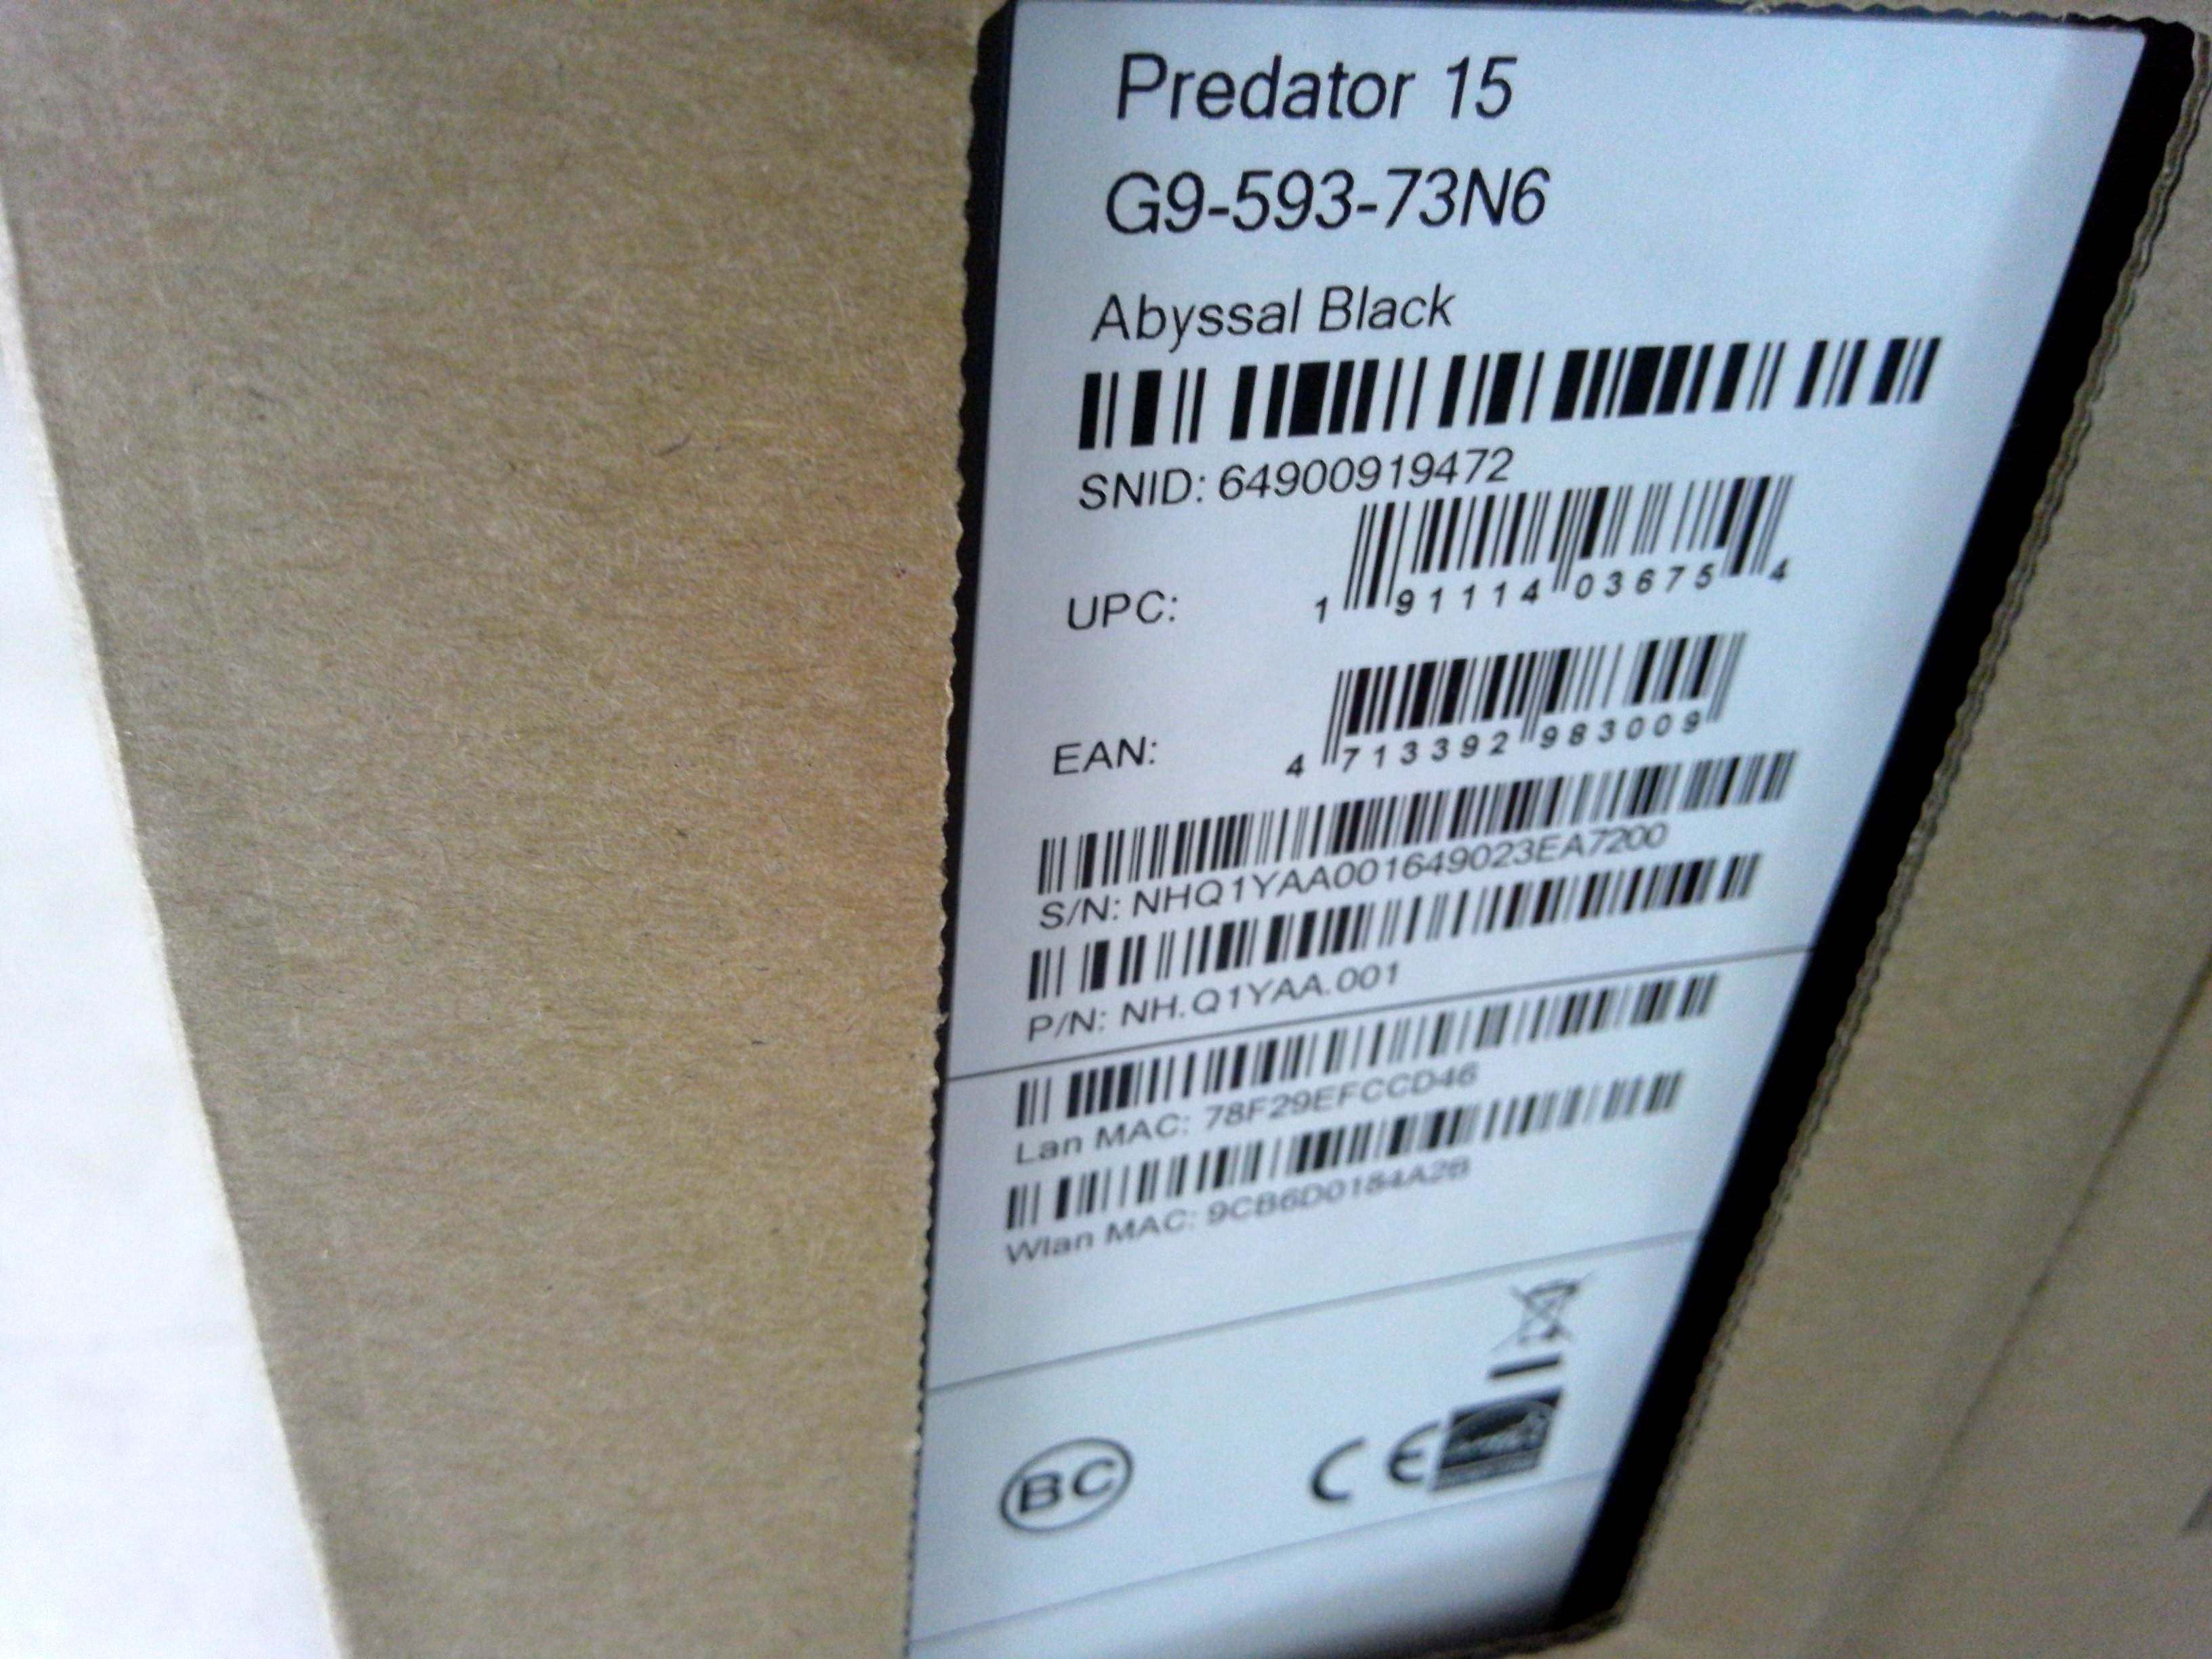 Predator 15
G9-593-73N6
Abyssal Black
SNID: 64900919472
UPC: 1 91114 03675 4
EAN: 4 713392 983009
S/N: NHQ1YAA001649023EA7200
P/N: NH.Q1YAA.001
Lan MAC: 78F29EFCCD46
Wlan MAC: 9CB6D0184A2B
BC
CE